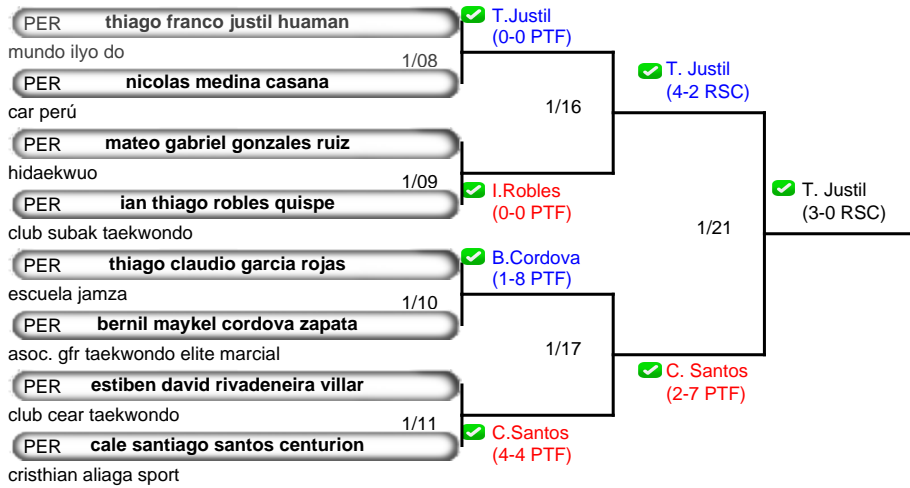 PER thiago franco justil huaman
mundo ilyo do
1/08
PER nicolas medina casana
car perú
PER mateo gabriel gonzales ruiz
hidaekwuo
1/09
PER ian thiago robles quispe
club subak taekwondo
PER thiago claudio garcia rojas
escuela jamza
1/10
PER bernil maykel cordova zapata
asoc. gfr taekwondo elite marcial
PER estiben david rivadeneira villar
club cear taekwondo
1/11
PER cale santiago santos centurion
cristhian aliaga sport
T.Justil
(0-0 PTF)
1/16
I.Robles
(0-0 PTF)
B.Cordova
(1-8 PTF)
1/17
C.Santos
(4-4 PTF)
T. Justil
(4-2 RSC)
1/21
C. Santos
(2-7 PTF)
T. Justil
(3-0 RSC)